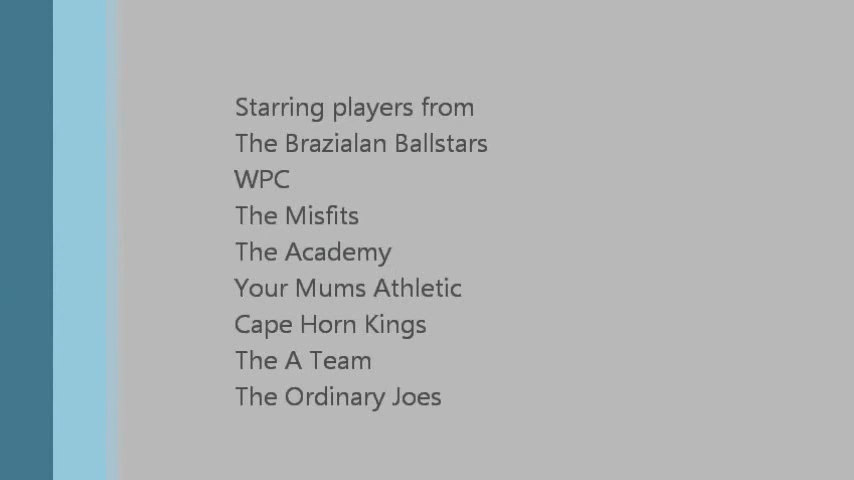 Starring players from
The Brazialan Ballstars
WPC
The Misfits
The Academy
Your Mums Athletic
Cape Horn Kings
The A Team
The Ordinary Joes